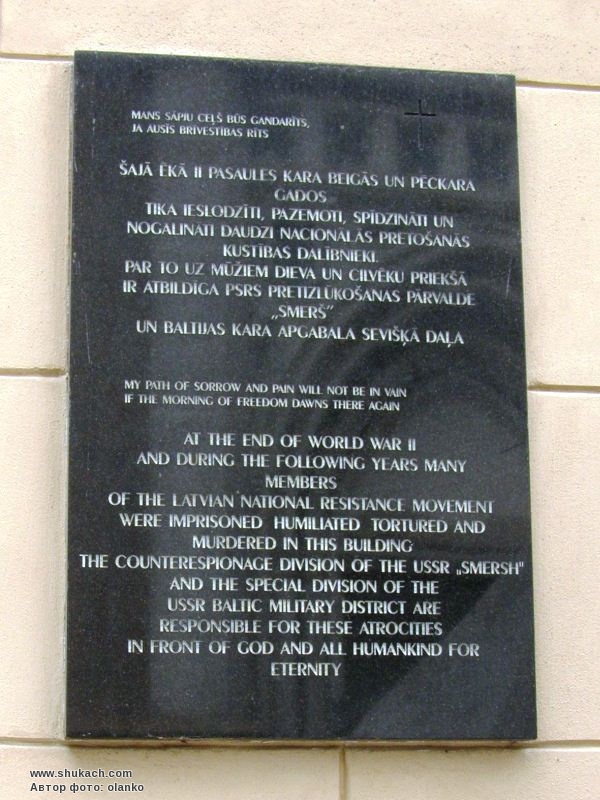 MANS SĀPJU CEĻŠ BŪS GANDARĪTS,
JA AUSĪS BRĪVESTĪBAS RĪTS
ŠAJĀ ĒKĀ II PASAULES KARA BEIGĀS UN PĒCKARA
GADOS
TIKA IESLODZĪTI, PAZEMOTI, SPĪDZINĀTI UN
NOGALINĀTI DAUDZI NACIONĀLĀS PRETOŠANĀS
KUSTĪBAS DALĪBNIEKI.
PAR TO UZ MŪŽIEM DIEVA UN CILVĒKU PRIEKŠĀ
IR ATBILDĪGA PSRS PRETIZLŪKOŠANAS PĀRVALDE
„SMERŠ”
UN BALTIJAS KARA APGABALA SEVIŠĶĀ DAĻA
MY PATH OF SORROW AND PAIN WILL NOT BE IN VAIN
IF THE MORNING OF FREEDOM DAWNS THERE AGAIN
AT THE END OF WORLD WAR II
AND DURING THE FOLLOWING YEARS MANY
MEMBERS
OF THE LATVIAN NATIONAL RESISTANCE MOVEMENT
WERE IMPRISONED HUMILIATED TORTURED AND
MURDERED IN THIS BUILDING
THE COUNTERESPIONAGE DIVISION OF THE USSR „SMERSH"
AND THE SPECIAL DIVISION OF THE
USSR BALTIC MILITARY DISTRICT ARE
RESPONSIBLE FOR THESE ATROCITIES
IN FRONT OF GOD AND ALL HUMANKIND FOR
ETERNITY
www.shukach.com
Автор фото: olanko